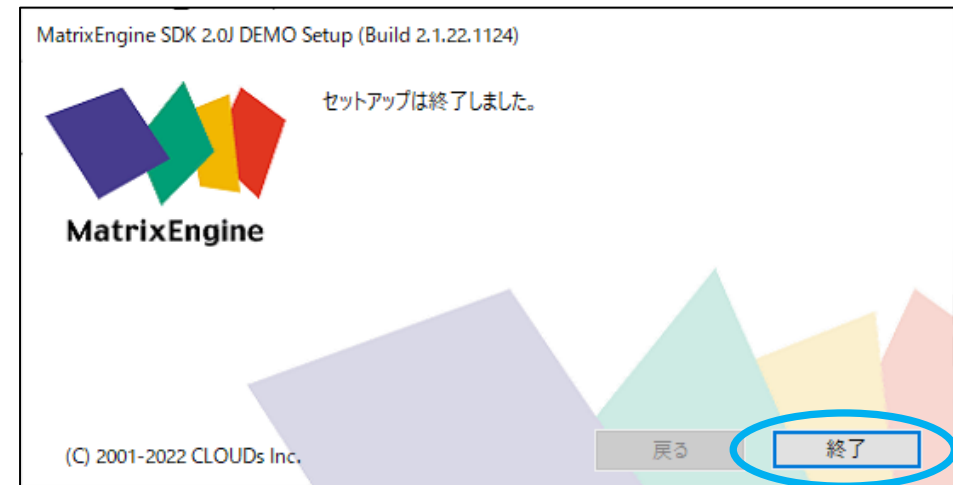 MatrixEngine SDK 2.0J DEMO Setup (Build 2.1.22.1124)
セットアップは終了しました。
MatrixEngine
(C) 2001-2022 CLOUDs Inc.
戻る
終了